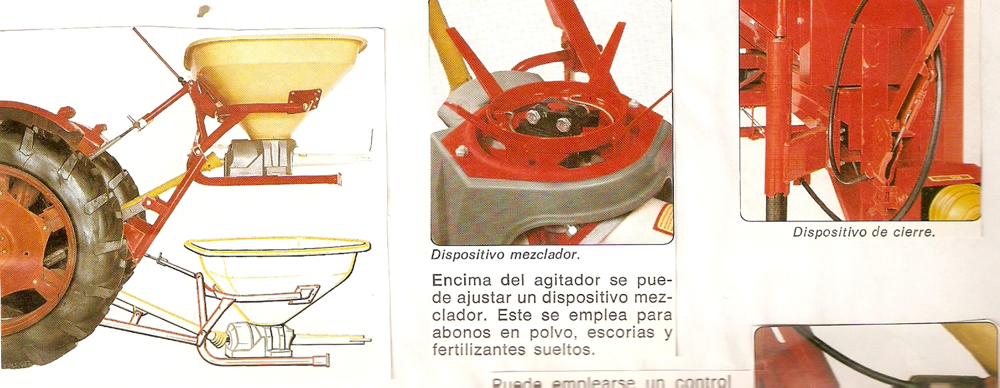 Dispositivo mezclador.
Encima del agitador se pue-
de ajustar un dispositivo mez-
clador. Este se emplea para
abonos en polvo, escorias y
fertilizantes sueltos.
Dispositivo de cierre.
Puede emplearse un control